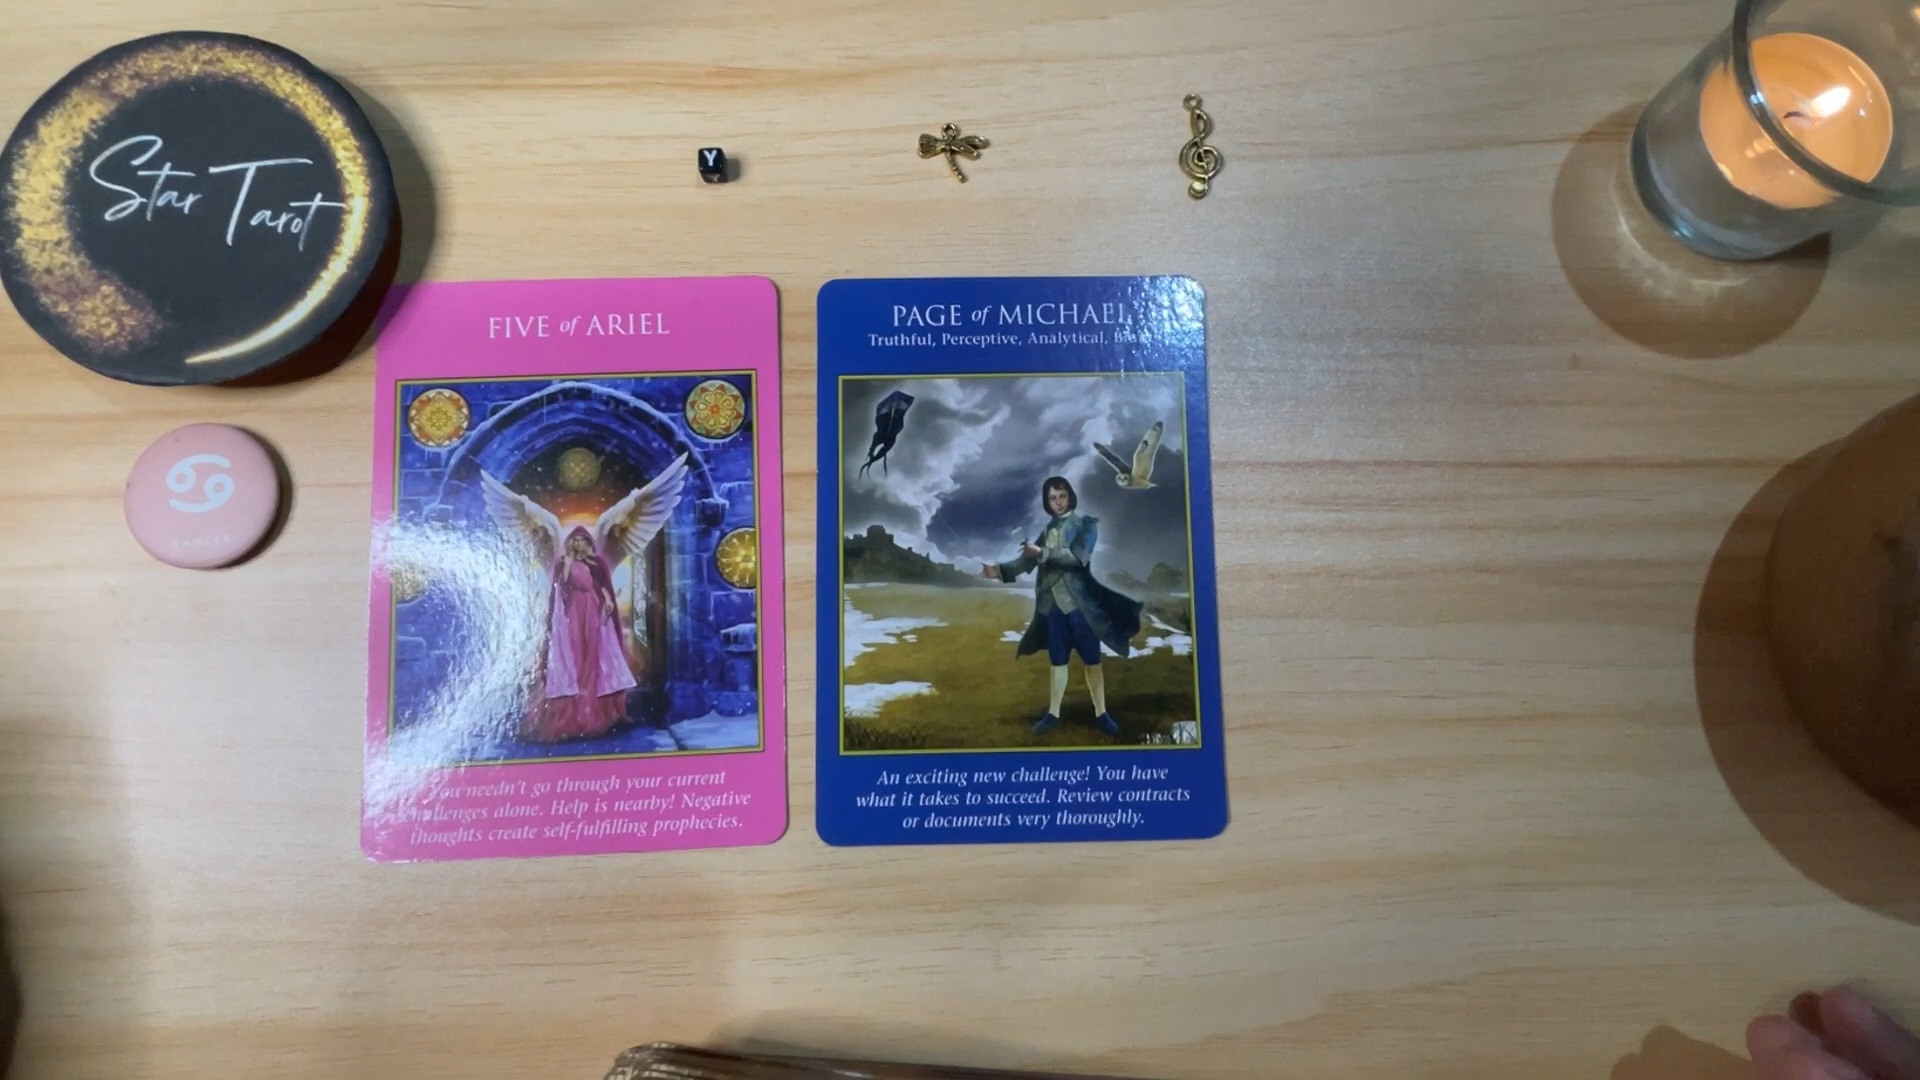 Star Tarot
Y
CANCER
FIVE of ARIEL
You needn't go through your current
challenges alone. Help is nearby! Negative
thoughts create self-fulfilling prophecies.
PAGE of MICHAEL
Truthful, Perceptive, Analytical,
An exciting new challenge! You have
what it takes to succeed. Review contracts
or documents very thoroughly.